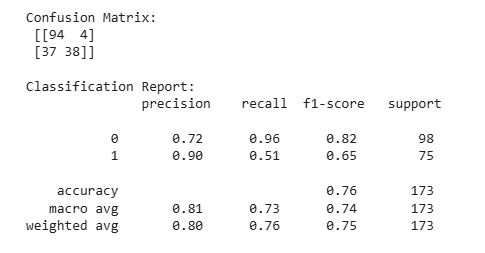 Confusion Matrix:
[[94  4]
[37 38]]
Classification Report:
precision recall f1-score support
0 0.72 0.96 0.82 98
1 0.90 0.51 0.65 75
accuracy 0.76 173
macro avg 0.81 0.73 0.74 173
weighted avg 0.80 0.76 0.75 173